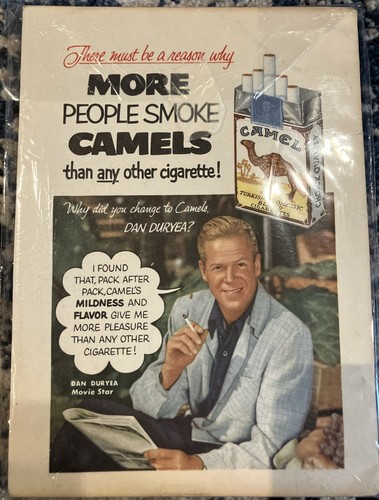 There must be a reason why
MORE
PEOPLE SMOKE
CAMELS
than any other cigarette!
CAMEL
TURKISH & DOMESTIC
CIGARETTES
Why did you change to Camels,
DAN DURYEA?
I FOUND
THAT, PACK AFTER
PACK, CAMEL'S
MILDNESS AND
FLAVOR GIVE ME
MORE PLEASURE
THAN ANY OTHER
CIGARETTE!
DAN DURYEA
Movie Star